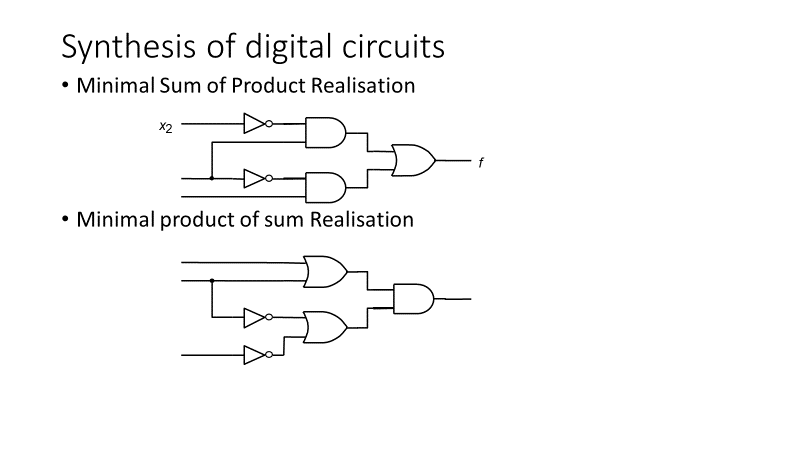 Synthesis of digital circuits
• Minimal Sum of Product Realisation
x2
f
• Minimal product of sum Realisation